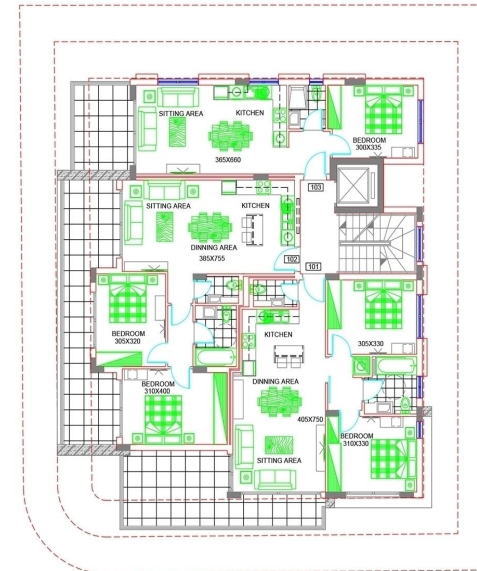 SITTING AREA
KITCHEN
365X660
BEDROOM
300X335
103
SITTING AREA
KITCHEN
DINNING AREA
385X755
102
101
BEDROOM
305X320
KITCHEN
305X330
BEDROOM
310X400
DINNING AREA
405X750
BEDROOM
310X330
SITTING AREA